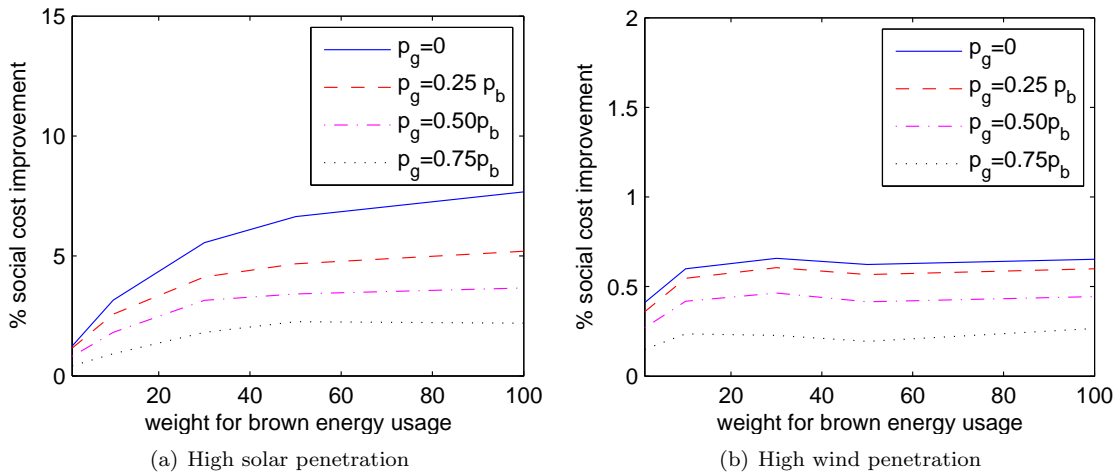 15
10
5
0
% social cost improvement
p_g=0
p_g=0.25 p_b
p_g=0.50p_b
p_g=0.75p_b
20
40
60
80
100
weight for brown energy usage
(a) High solar penetration
2
1.5
1
0.5
0
% social cost improvement
p_g=0
p_g=0.25 p_b
p_g=0.50p_b
p_g=0.75p_b
20
40
60
80
100
weight for brown energy usage
(b) High wind penetration